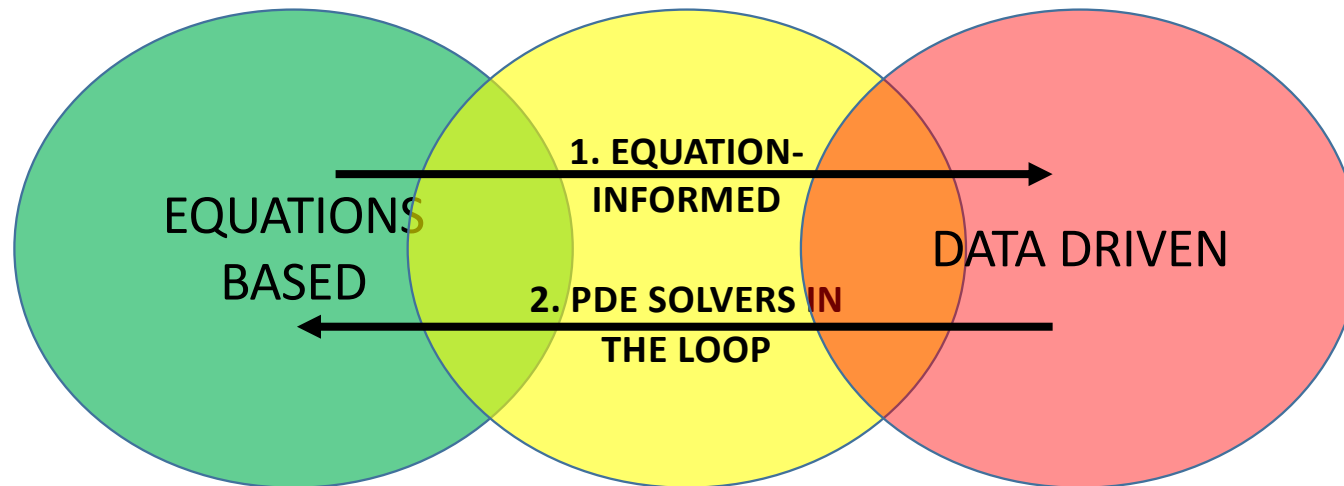 1. EQUATION-
INFORMED
EQUATIONS
BASED
DATA DRIVEN
2. PDE SOLVERS IN
THE LOOP